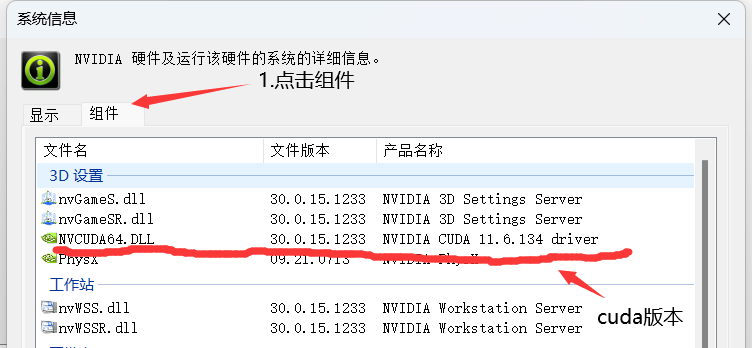 系统信息
NVIDIA 硬件及运行该硬件的系统的详细信息。
1.点击组件
显示 组件
文件名 文件版本 产品名称
3D 设置
nvGameS.dll 30.0.15.1233 NVIDIA 3D Settings Server
nvGameSR.dll 30.0.15.1233 NVIDIA 3D Settings Server
NVCUDA64.DLL 30.0.15.1233 NVIDIA CUDA 11.6.134 driver
PhysX 09.21.0713 NVIDIA PhysX
工作站
nvWSS.dll 30.0.15.1233 NVIDIA Workstation Server
nvWSSR.dll 30.0.15.1233 NVIDIA Workstation Server
cuda版本